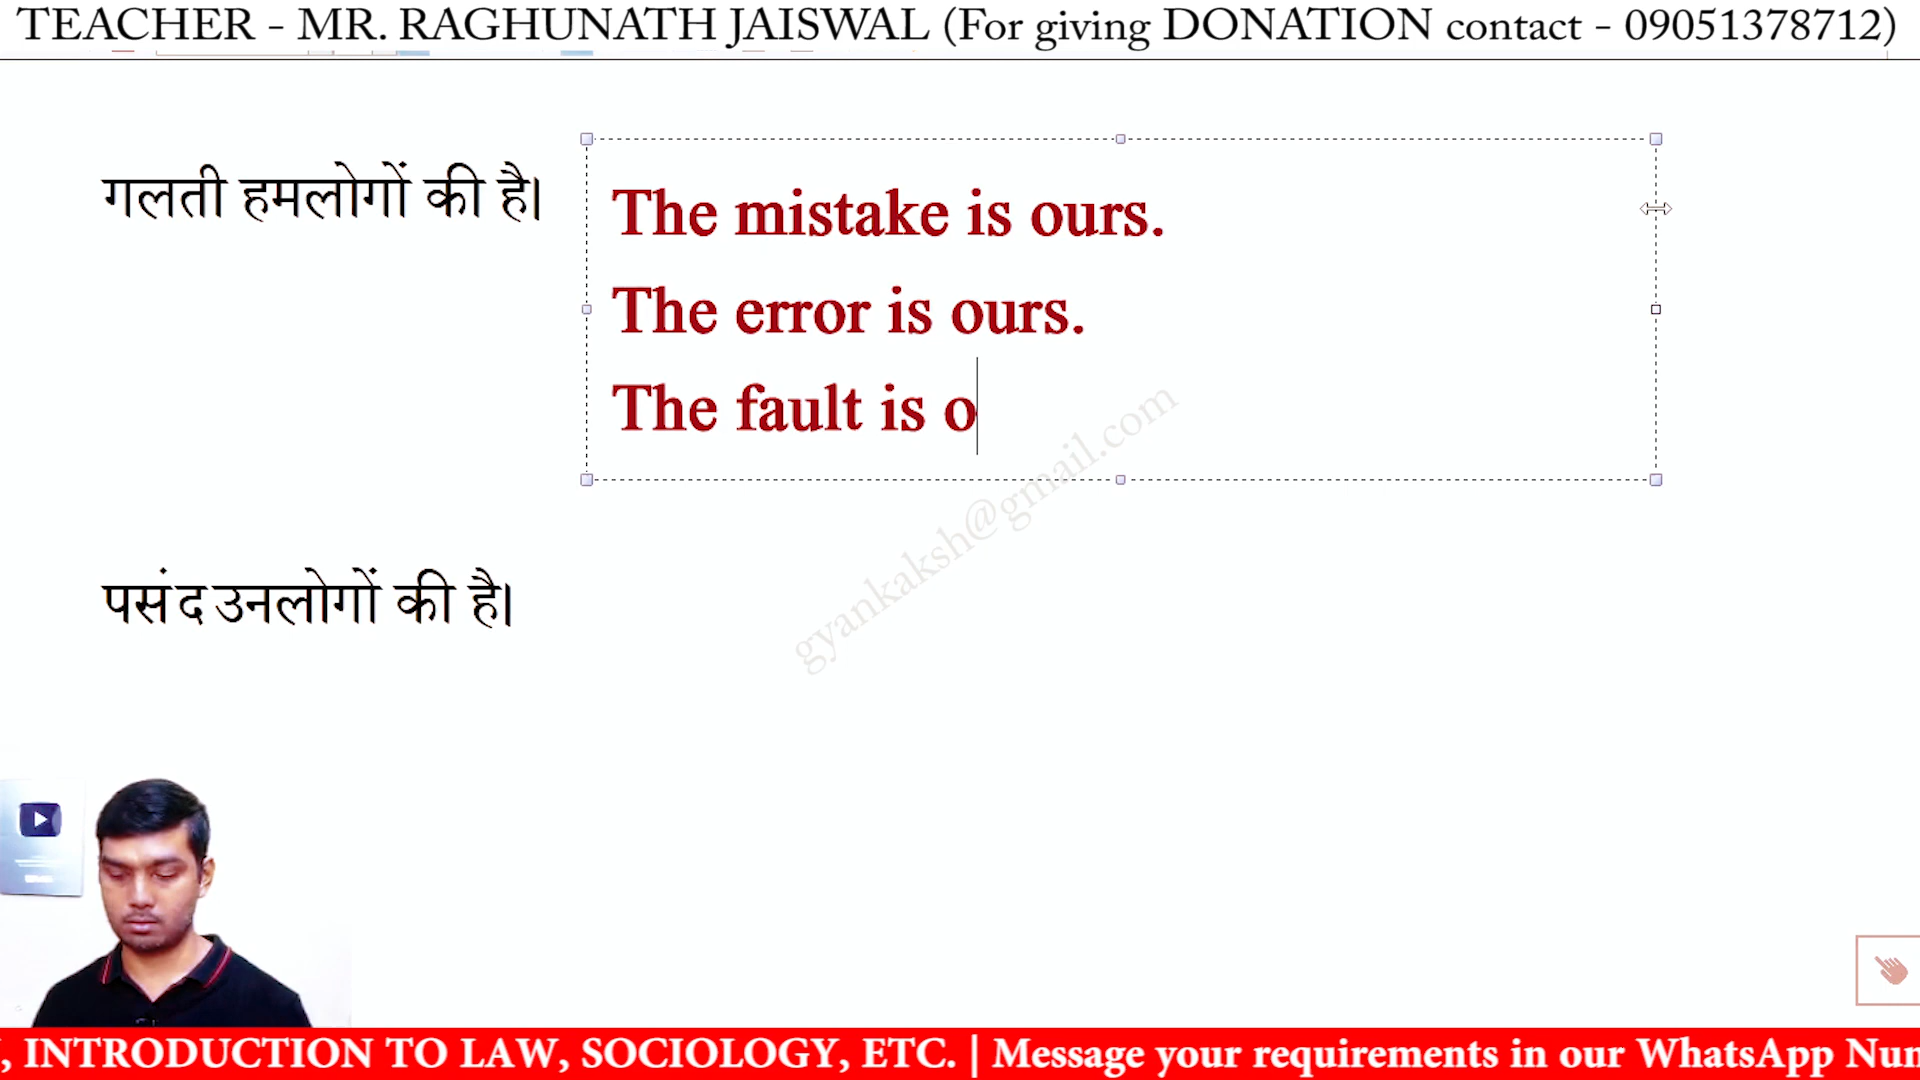 TEACHER - MR. RAGHUNATH JAISWAL (For giving DONATION contact - 09051378712)
गलती हमलोगों की है।
The mistake is ours.
The error is ours.
The fault is o
gyankaksh@gmail.com
पसंद उनलोगों की है।
, INTRODUCTION TO LAW, SOCIOLOGY, ETC. | Message your requirements in our WhatsApp Num